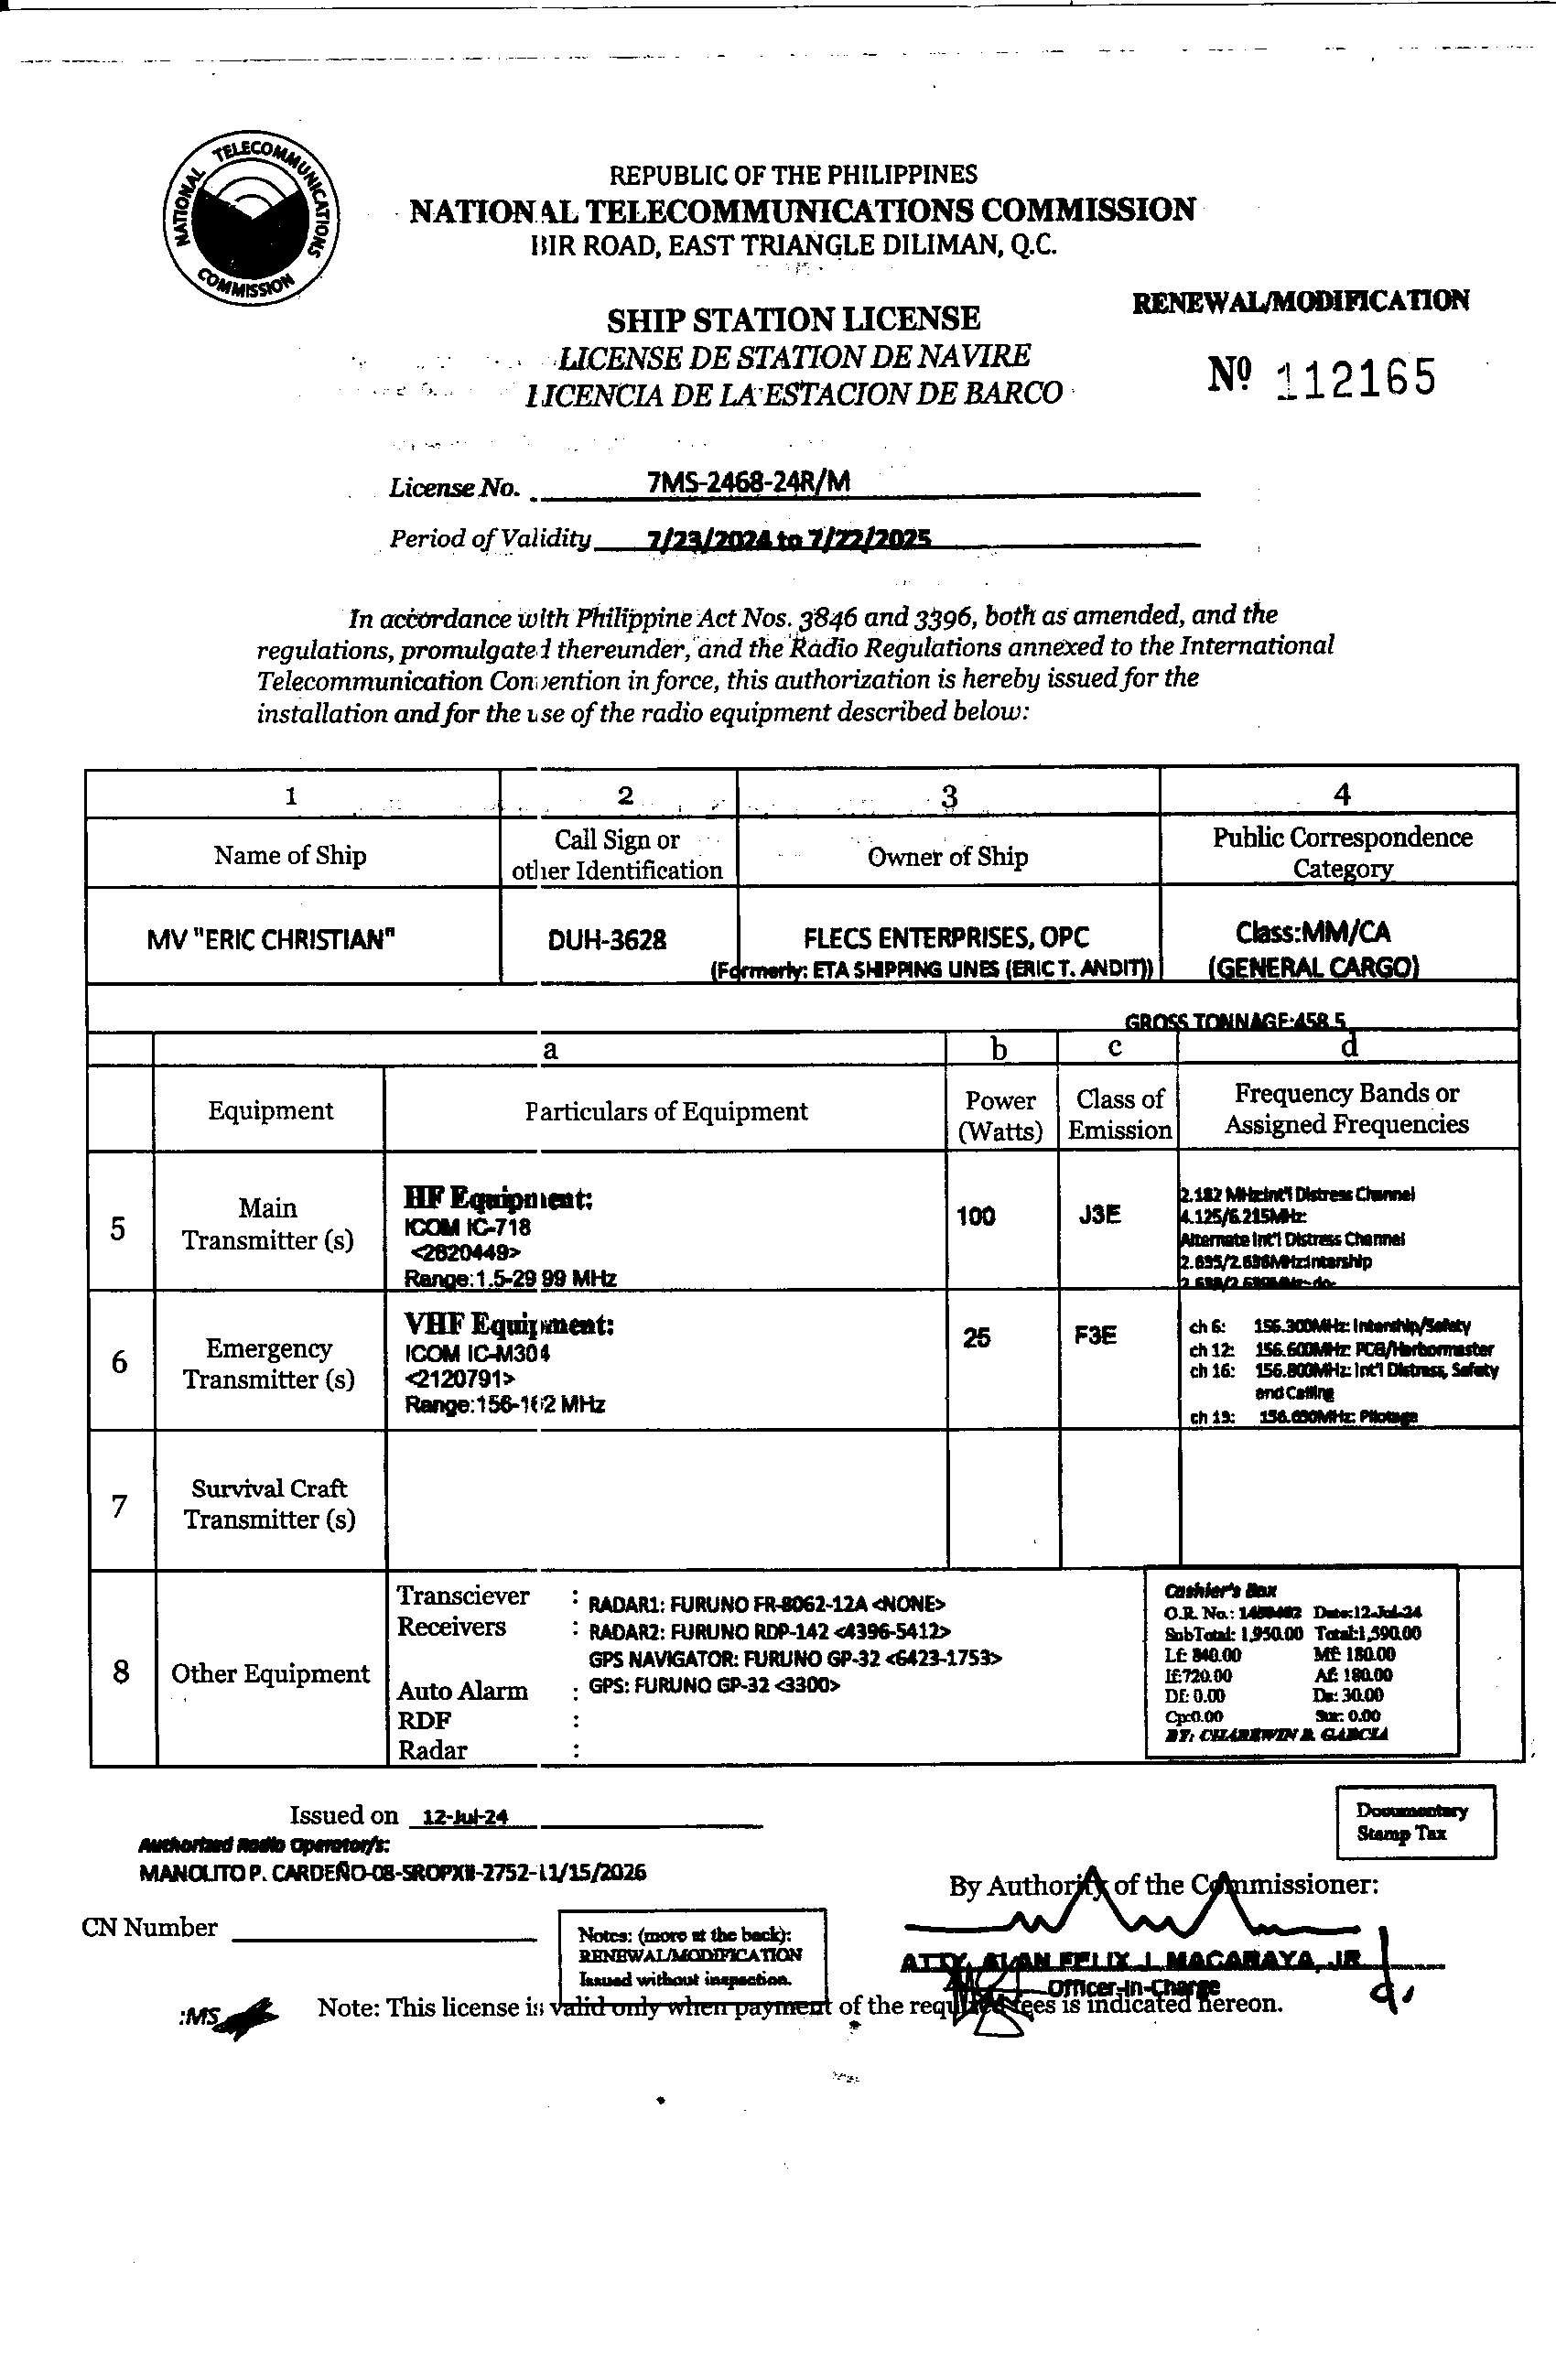 NATIONAL TELECOMMUNICATIONS COMMISSION
REPUBLIC OF THE PHILIPPINES
NATIONAL TELECOMMUNICATIONS COMMISSION
BIR ROAD, EAST TRIANGLE DILIMAN, Q.C.
RENEWAL/MODIFICATION
SHIP STATION LICENSE
LICENSE DE STATION DE NAVIRE
LICENCIA DE LA ESTACION DE BARCO
Nº 112165
License No. 7MS-2468-24R/M
Period of Validity 7/23/2024 to 7/22/2025
In accordance with Philippine Act Nos. 3846 and 3396, both as amended, and the
regulations, promulgated thereunder, and the Radio Regulations annexed to the International
Telecommunication Convention in force, this authorization is hereby issued for the
installation and for the use of the radio equipment described below:
1 2 3 4
Name of Ship
Call Sign or
other Identification
Owner of Ship
Public Correspondence
Category
MV "ERIC CHRISTIAN"
DUH-3628
FLECS ENTERPRISES, OPC
(Formerly: ETA SHIPPING LINES (ERIC T. ANDIT))
Class:MM/CA
(GENERAL CARGO)
GROSS TONNAGE:458.5
a b c d
Equipment
Particulars of Equipment
Power
(Watts)
Class of
Emission
Frequency Bands or
Assigned Frequencies
5
Main
Transmitter (s)
HF Equipment:
ICOM IC-718
<2820449>
Range:1.5-29.99 MHz
100
J3E
2.182 MHz:Int'l Distress Channel
4.125/6.215MHz:
Alternate Int'l Distress Channel
2.635/2.636MHz:Intership
2.638/2.639MHz:-do-
6
Emergency
Transmitter (s)
VHF Equipment:
ICOM IC-M304
<2120791>
Range:156-162 MHz
25
F3E
ch 6: 156.300MHz: Intership/Safety
ch 12: 156.600MHz: PCG/Harbormaster
ch 16: 156.800MHz: Int'l Distress, Safety
and Calling
ch 13: 156.650MHz: Pilotage
7
Survival Craft
Transmitter (s)
8
Other Equipment
Transciever :
Receivers :
Auto Alarm :
RDF :
Radar :
RADAR1: FURUNO FR-8062-12A <NONE>
RADAR2: FURUNO RDP-142 <4396-5412>
GPS NAVIGATOR: FURUNO GP-32 <6423-1753>
GPS: FURUNO GP-32 <3300>
Cashier's Box
O.R. No.: Date:12-Jul-24
SubTotal: 1,950.00 Total:1,590.00
Lf: 840.00 Mf: 180.00
If:720.00 Af: 180.00
Df: 0.00 Ds: 30.00
Cp:0.00 Sur: 0.00
BY: CHAREWIN B. GARCIA
Issued on 12-Jul-24
Authorized Radio Operator/s:
MANOLITO P. CARDEÑO-08-SROPXII-2752-11/15/2026
Documentary
Stamp Tax
By Authority of the Commissioner:
CN Number
Notes: (more at the back):
RENEWAL/MODIFICATION
Issued without inspection.
ATTY. ALAN FELIX J. MACARAYA, JR
Officer-In-Charge
:MS
Note: This license is valid only when payment of the required fees is indicated hereon.